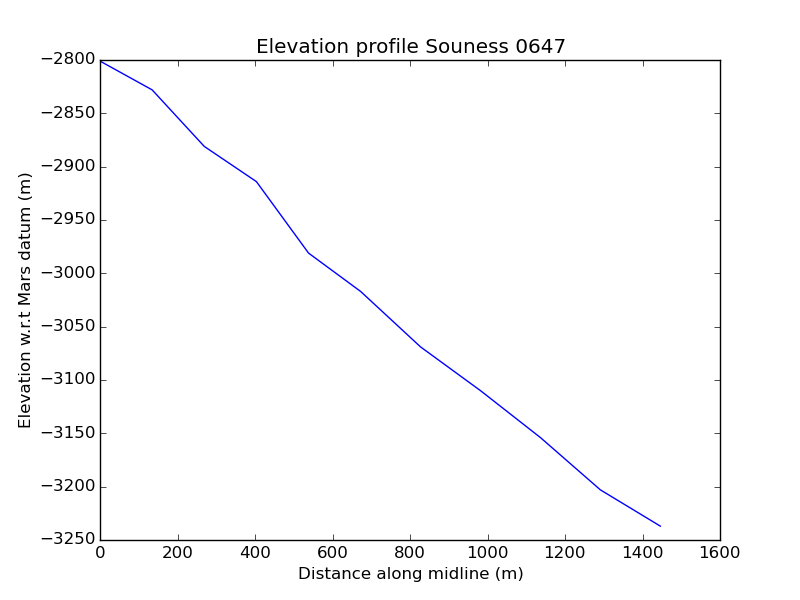 Elevation profile Souness 0647
−2800
−2850
−2900
−2950
−3000
−3050
−3100
−3150
−3200
−3250
Elevation w.r.t Mars datum (m)
0 200 400 600 800 1000 1200 1400 1600
Distance along midline (m)